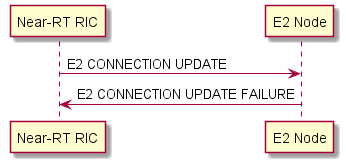 Near-RT RIC
E2 Node
E2 CONNECTION UPDATE
E2 CONNECTION UPDATE FAILURE
Near-RT RIC
E2 Node